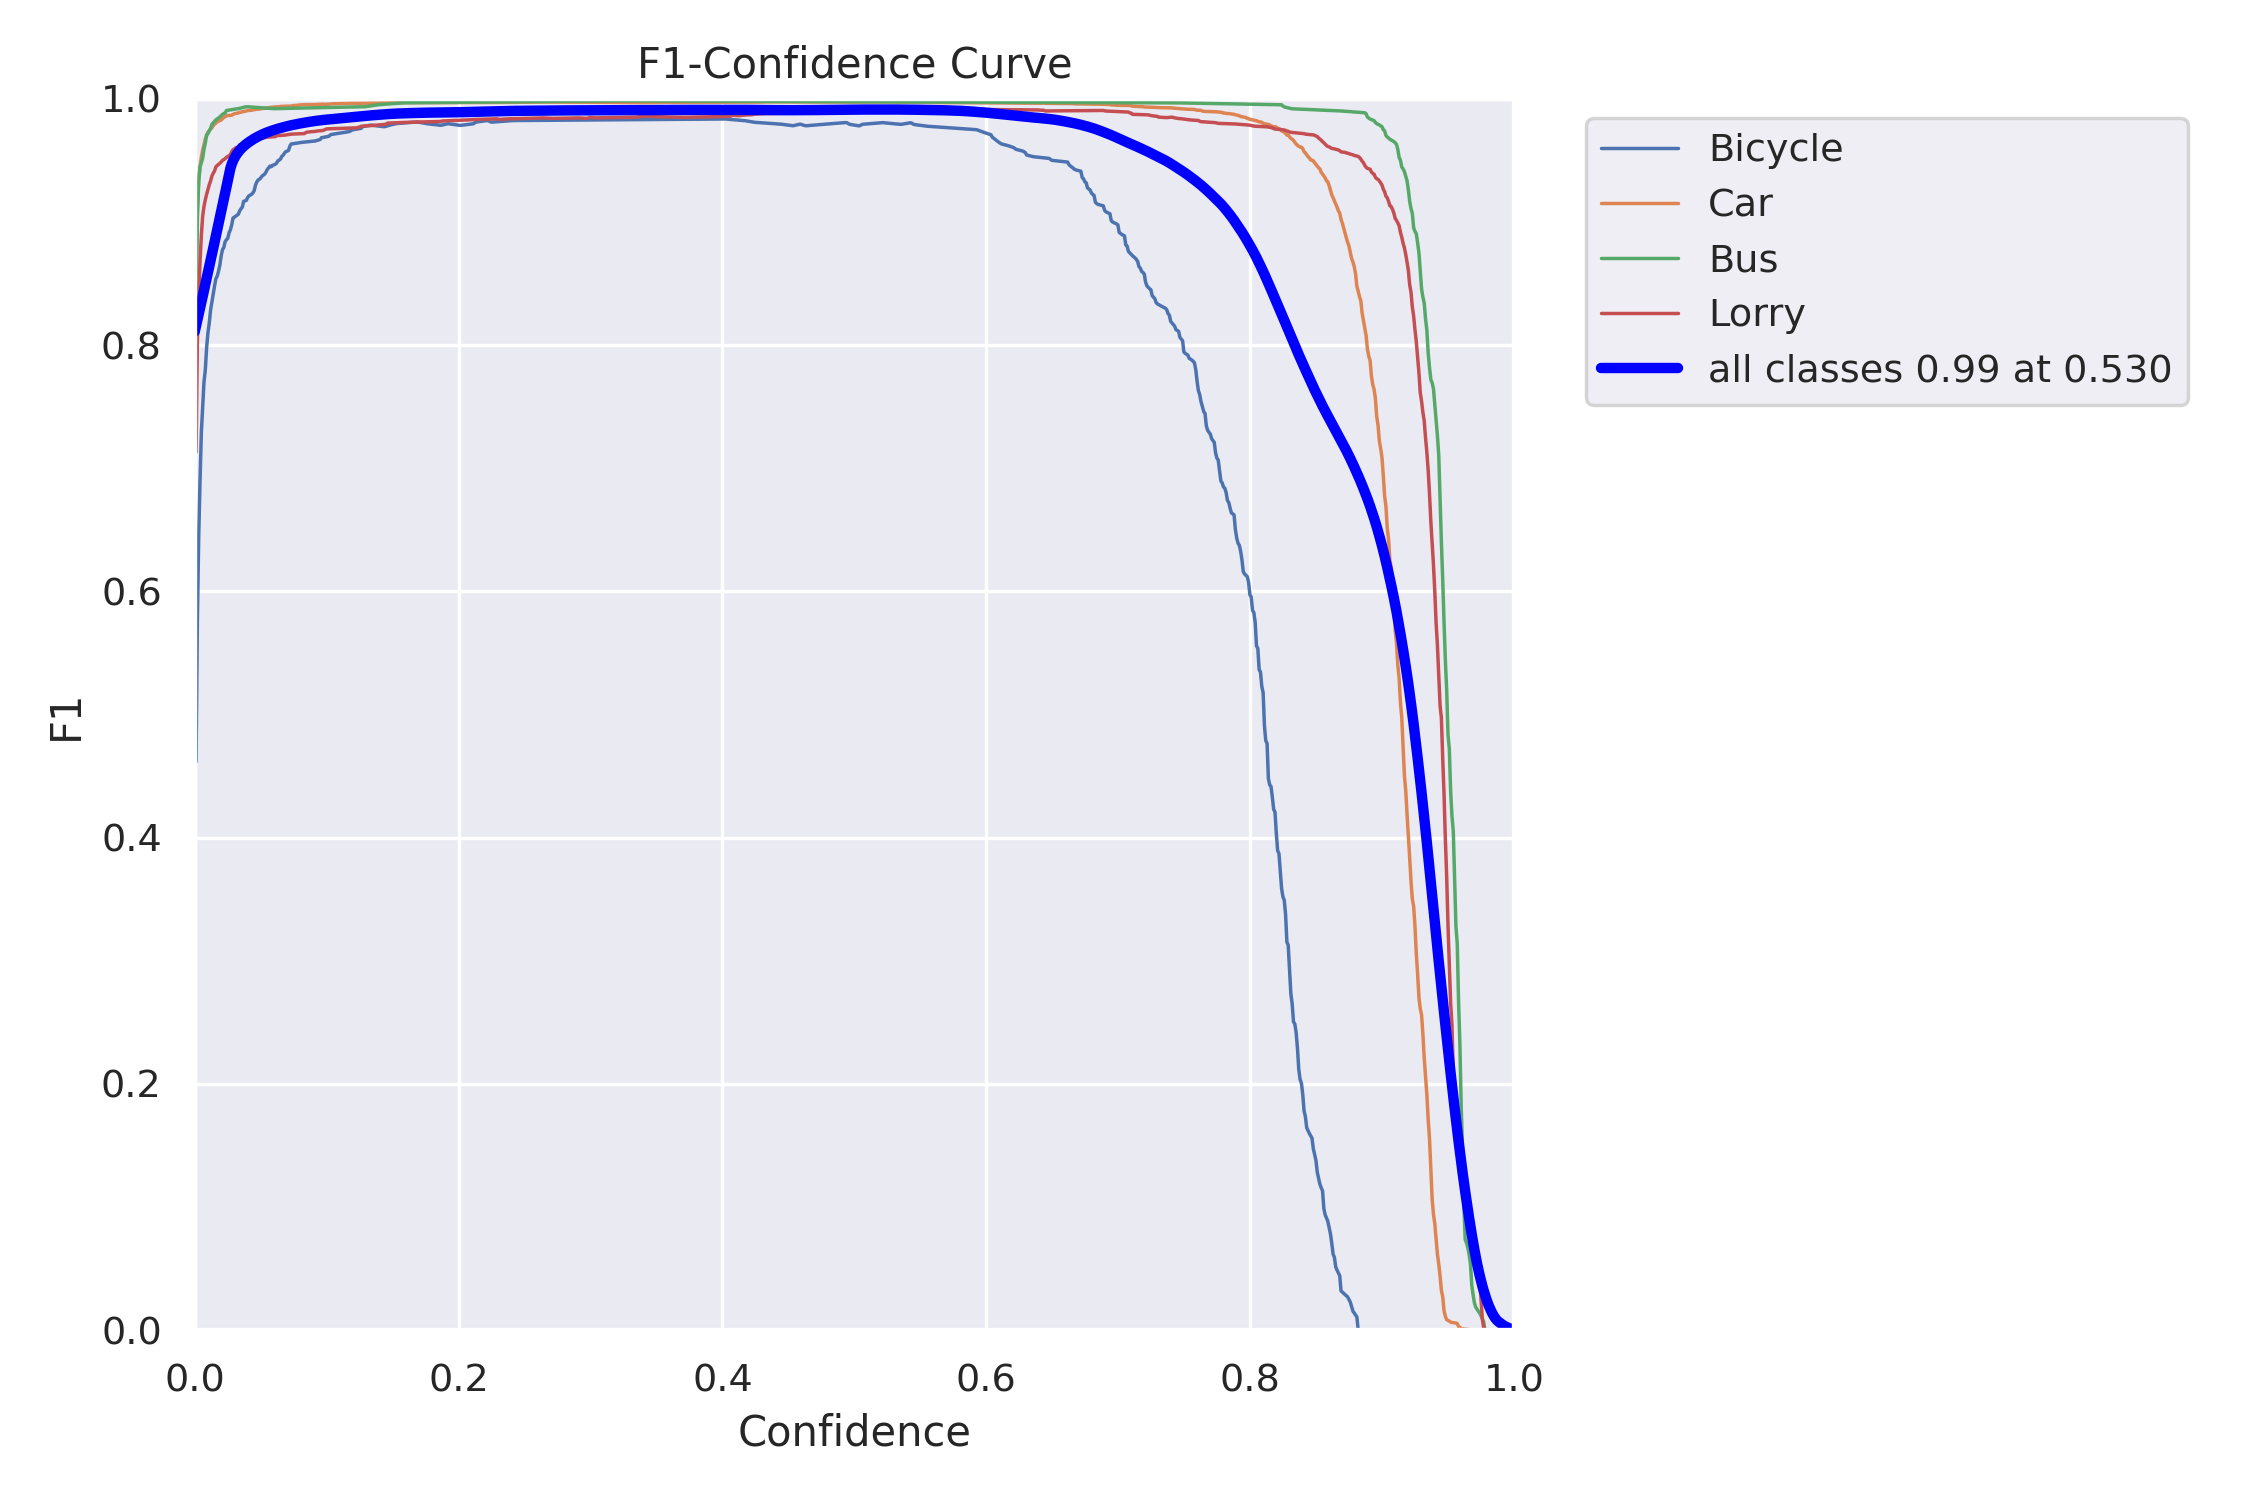 F1-Confidence Curve
1.0
0.8
0.6
0.4
0.2
0.0
F1
0.0 0.2 0.4 0.6 0.8 1.0
Confidence
Bicycle
Car
Bus
Lorry
all classes 0.99 at 0.530